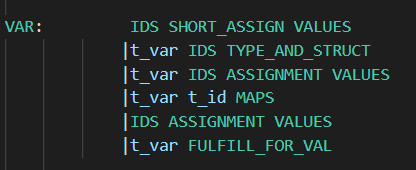 VAR: IDS SHORT_ASSIGN VALUES
|t_var IDS TYPE_AND_STRUCT
|t_var IDS ASSIGNMENT VALUES
|t_var t_id MAPS
|IDS ASSIGNMENT VALUES
|t_var FULFILL_FOR_VAL